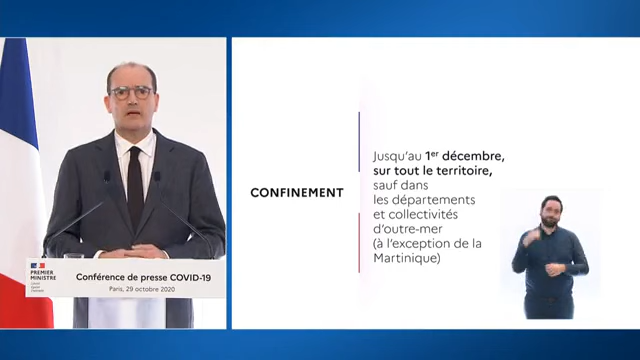 PREMIER
MINISTRE
Conférence de presse COVID-19
Paris, 29 octobre 2020
CONFINEMENT
Jusqu'au 1er décembre,
sur tout le territoire,
sauf dans
les départements
et collectivités
d'outre-mer
(à l'exception de la
Martinique)